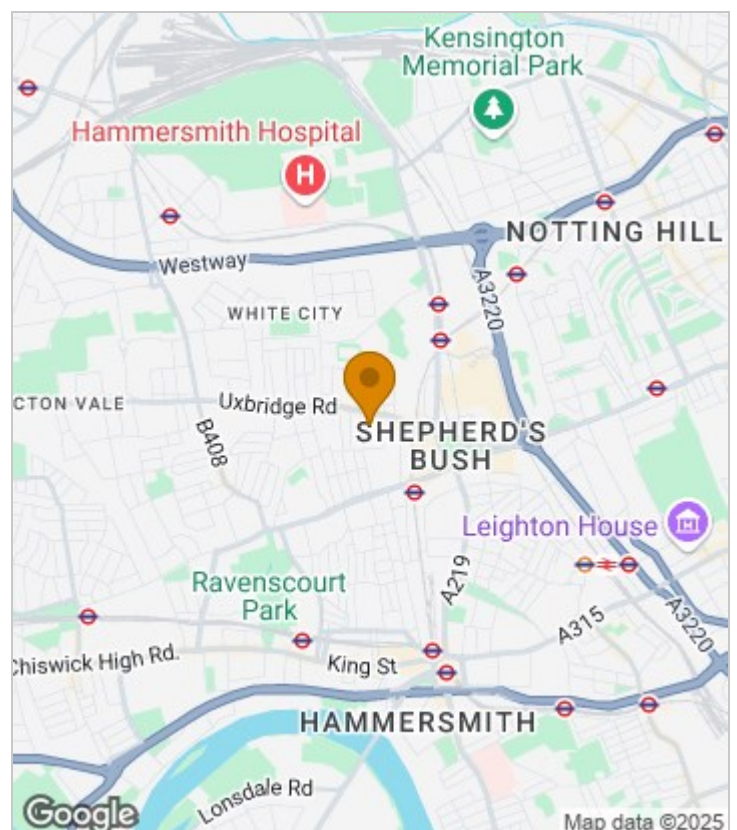 Kensington
Memorial Park
Hammersmith Hospital
H
NOTTING HILL
Westway
A3220
WHITE CITY
CTON VALE
Uxbridge Rd
SHEPHERD'S
BUSH
B408
Leighton House
A219
Ravenscourt
Park
A315
A3220
Chiswick High Rd.
King St
HAMMERSMITH
Lonsdale Rd
Google
Map data ©2025